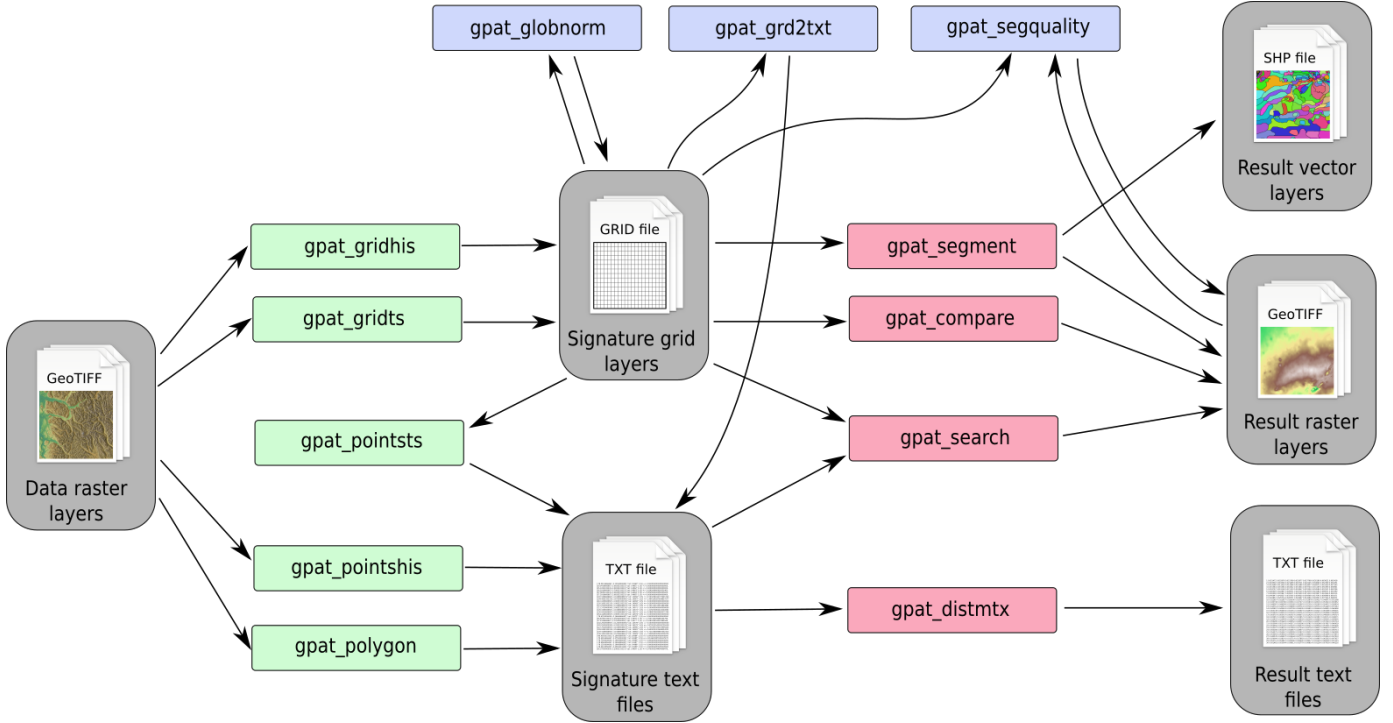 gpat_globnorm
gpat_grd2txt
gpat_segquality
SHP file
Result vector
layers
gpat_gridhis
GRID file
Signature grid
layers
gpat_segment
gpat_gridts
gpat_compare
GeoTIFF
Result raster
layers
GeoTIFF
Data raster
layers
gpat_pointsts
gpat_search
gpat_pointshis
gpat_polygon
TXT file
Signature text
files
gpat_distmtx
TXT file
Result text
files